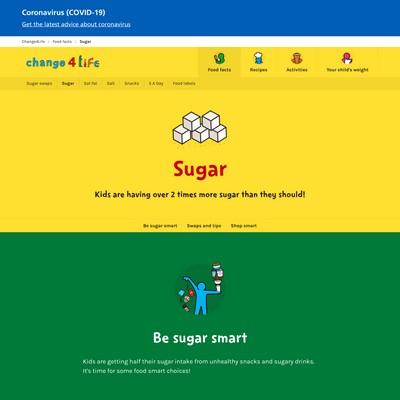 Coronavirus (COVID-19)
Get the latest advice about coronavirus
Change4Life
Food facts
Sugar
change 4 life
Food facts
Recipes
Activities
Your child's weight
Sugar swaps
Sugar
Sat fat
Salt
Snacks
5 A Day
Food labels
Sugar
Kids are having over 2 times more sugar than they should!
Be sugar smart
Swaps and tips
Shop smart
Be sugar smart
Kids are getting half their sugar intake from unhealthy snacks and sugary drinks.
It's time for some food smart choices!